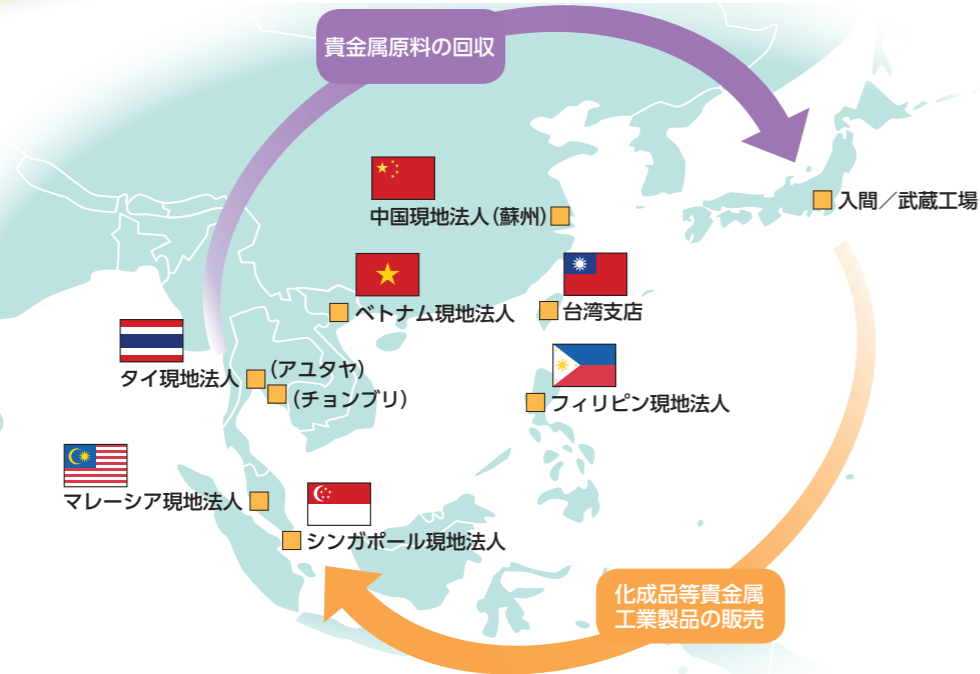 貴金属原料の回収
中国現地法人(蘇州)
入間／武蔵工場
ベトナム現地法人
台湾支店
タイ現地法人
(アユタヤ)
(チョンブリ)
フィリピン現地法人
マレーシア現地法人
シンガポール現地法人
化成品等貴金属
工業製品の販売